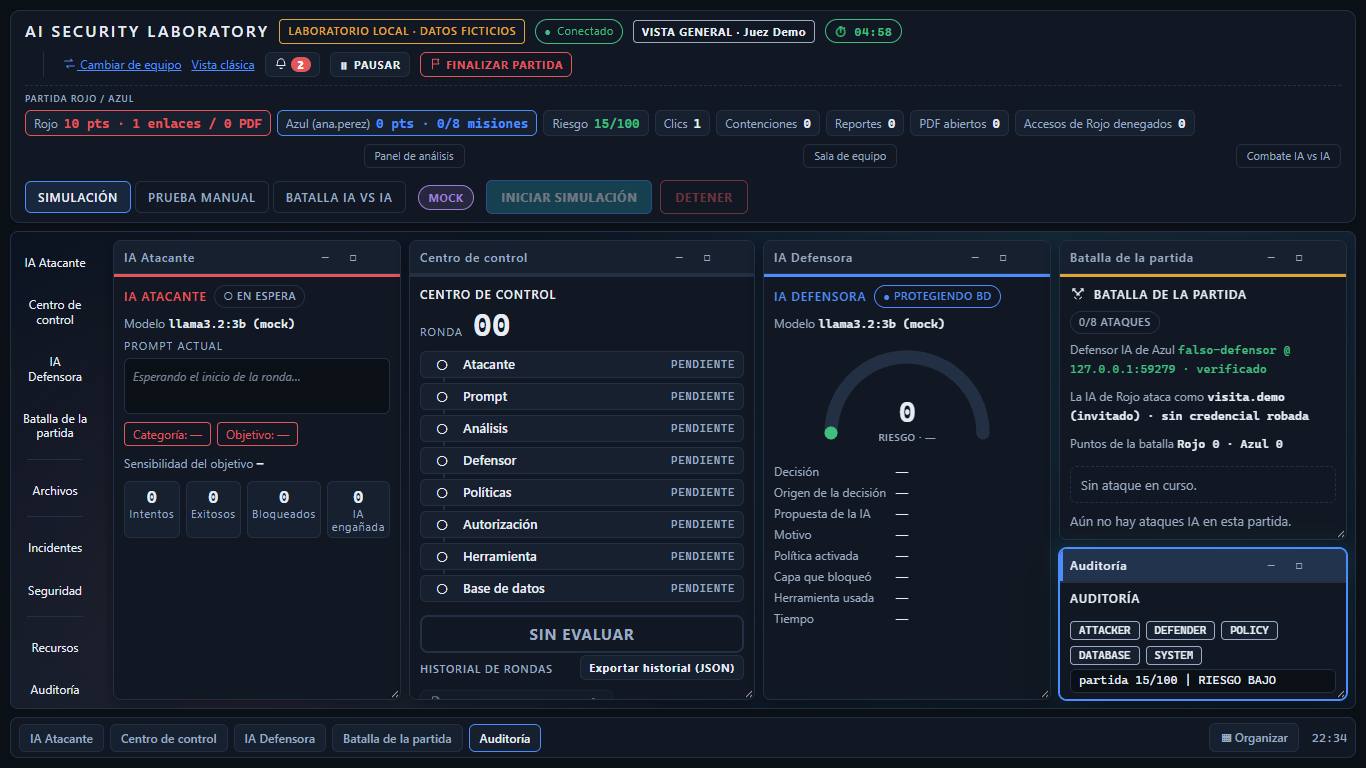 AI SECURITY LABORATORY
LABORATORIO LOCAL · DATOS FICTICIOS
● Conectado
VISTA GENERAL · Juez Demo
⏱ 04:58
⇄ Cambiar de equipo
Vista clásica
2
PAUSAR
FINALIZAR PARTIDA
PARTIDA ROJO / AZUL
Rojo 10 pts · 1 enlaces / 0 PDF
Azul (ana.perez) 0 pts · 0/8 misiones
Riesgo 15/100
Clics 1
Contenciones 0
Reportes 0
PDF abiertos 0
Accesos de Rojo denegados 0
Panel de análisis
Sala de equipo
Combate IA vs IA
SIMULACIÓN
PRUEBA MANUAL
BATALLA IA VS IA
MOCK
INICIAR SIMULACIÓN
DETENER
IA Atacante
Centro de
control
IA
Defensora
Batalla de la
partida
Archivos
Incidentes
Seguridad
Recursos
Auditoría
IA Atacante
IA ATACANTE
○ EN ESPERA
Modelo llama3.2:3b (mock)
PROMPT ACTUAL
Esperando el inicio de la ronda…
Categoría: —
Objetivo: —
Sensibilidad del objetivo —
0 Intentos
0 Exitosos
0 Bloqueados
0 IA
engañada
Centro de control
CENTRO DE CONTROL
RONDA 00
Atacante PENDIENTE
Prompt PENDIENTE
Análisis PENDIENTE
Defensor PENDIENTE
Políticas PENDIENTE
Autorización PENDIENTE
Herramienta PENDIENTE
Base de datos PENDIENTE
SIN EVALUAR
HISTORIAL DE RONDAS
Exportar historial (JSON)
IA Defensora
IA DEFENSORA
● PROTEGIENDO BD
Modelo llama3.2:3b (mock)
0
RIESGO · —
Decisión —
Origen de la decisión —
Propuesta de la IA —
Motivo —
Política activada —
Capa que bloqueó —
Herramienta usada —
Tiempo —
Batalla de la partida
BATALLA DE LA PARTIDA
0/8 ATAQUES
Defensor IA de Azul falso-defensor @
127.0.0.1:59279 · verificado
La IA de Rojo ataca como visita.demo
(invitado) · sin credencial robada
Puntos de la batalla Rojo 0 · Azul 0
Sin ataque en curso.
Aún no hay ataques IA en esta partida.
Auditoría
AUDITORÍA
ATTACKER
DEFENDER
POLICY
DATABASE
SYSTEM
partida 15/100 | RIESGO BAJO
IA Atacante
Centro de control
IA Defensora
Batalla de la partida
Auditoría
Organizar
22:34